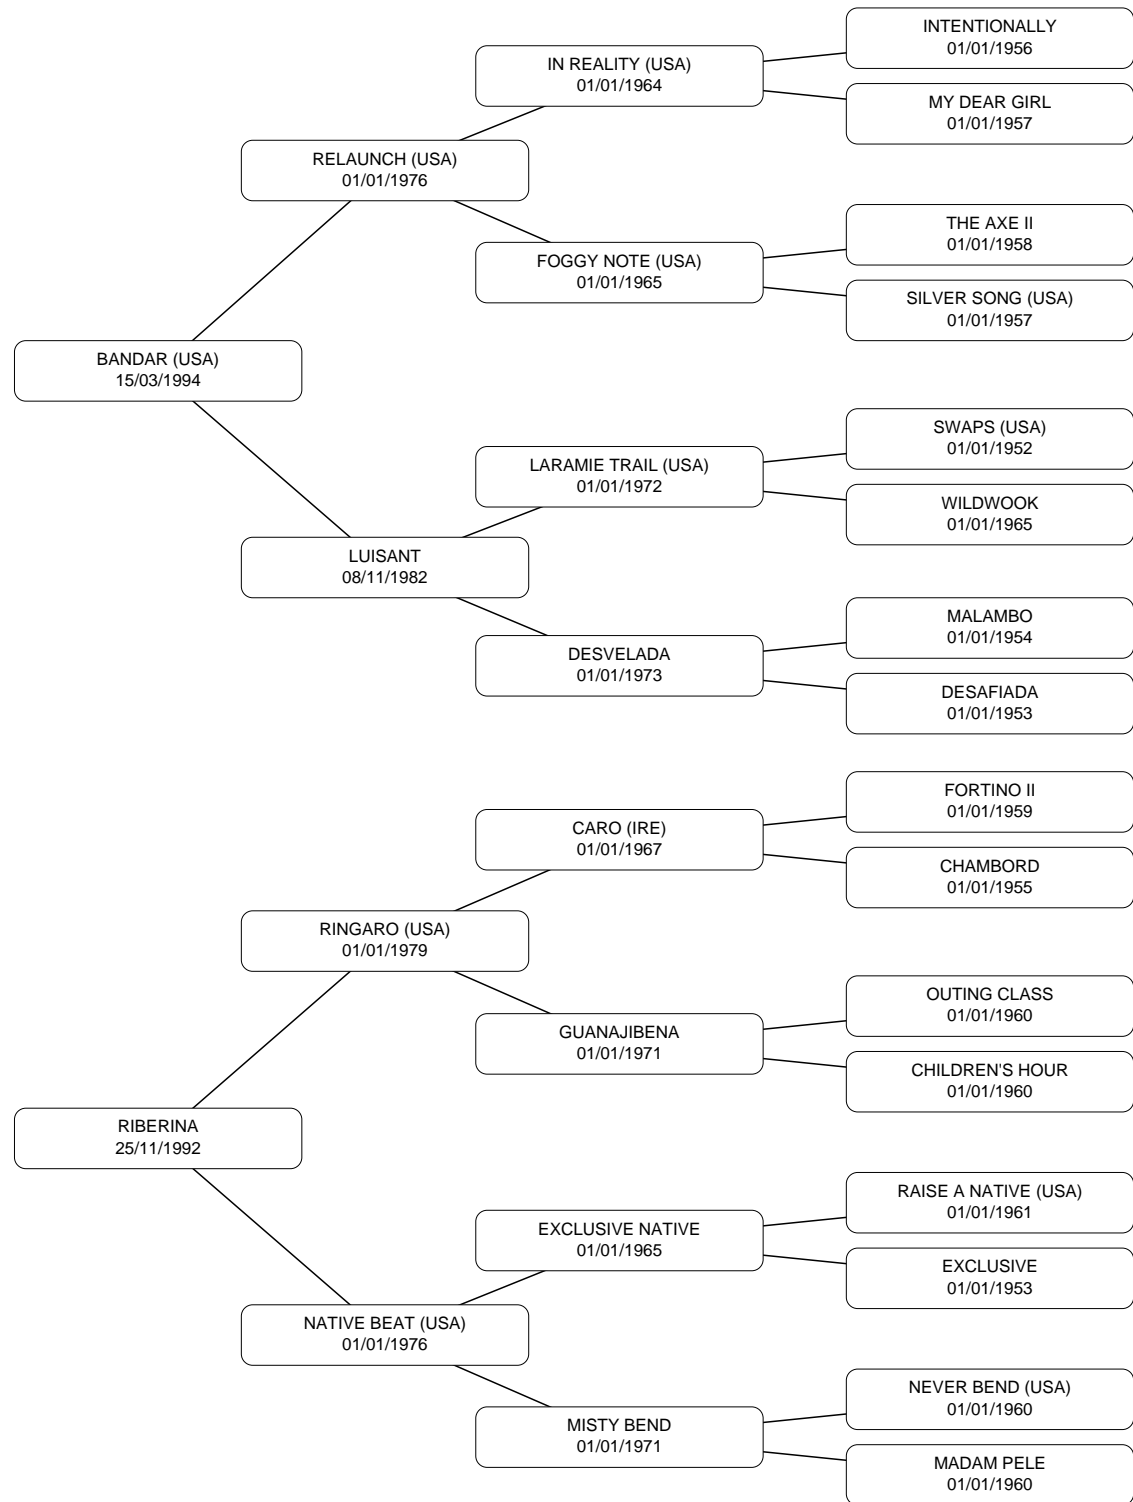 INTENTIONALLY
01/01/1956
IN REALITY (USA)
01/01/1964
MY DEAR GIRL
01/01/1957
RELAUNCH (USA)
01/01/1976
THE AXE II
01/01/1958
FOGGY NOTE (USA)
01/01/1965
SILVER SONG (USA)
01/01/1957
BANDAR (USA)
15/03/1994
SWAPS (USA)
01/01/1952
LARAMIE TRAIL (USA)
01/01/1972
WILDWOOK
01/01/1965
LUISANT
08/11/1982
MALAMBO
01/01/1954
DESVELADA
01/01/1973
DESAFIADA
01/01/1953
FORTINO II
01/01/1959
CARO (IRE)
01/01/1967
CHAMBORD
01/01/1955
RINGARO (USA)
01/01/1979
OUTING CLASS
01/01/1960
GUANAJIBENA
01/01/1971
CHILDREN'S HOUR
01/01/1960
RIBERINA
25/11/1992
RAISE A NATIVE (USA)
01/01/1961
EXCLUSIVE NATIVE
01/01/1965
EXCLUSIVE
01/01/1953
NATIVE BEAT (USA)
01/01/1976
NEVER BEND (USA)
01/01/1960
MISTY BEND
01/01/1971
MADAM PELE
01/01/1960